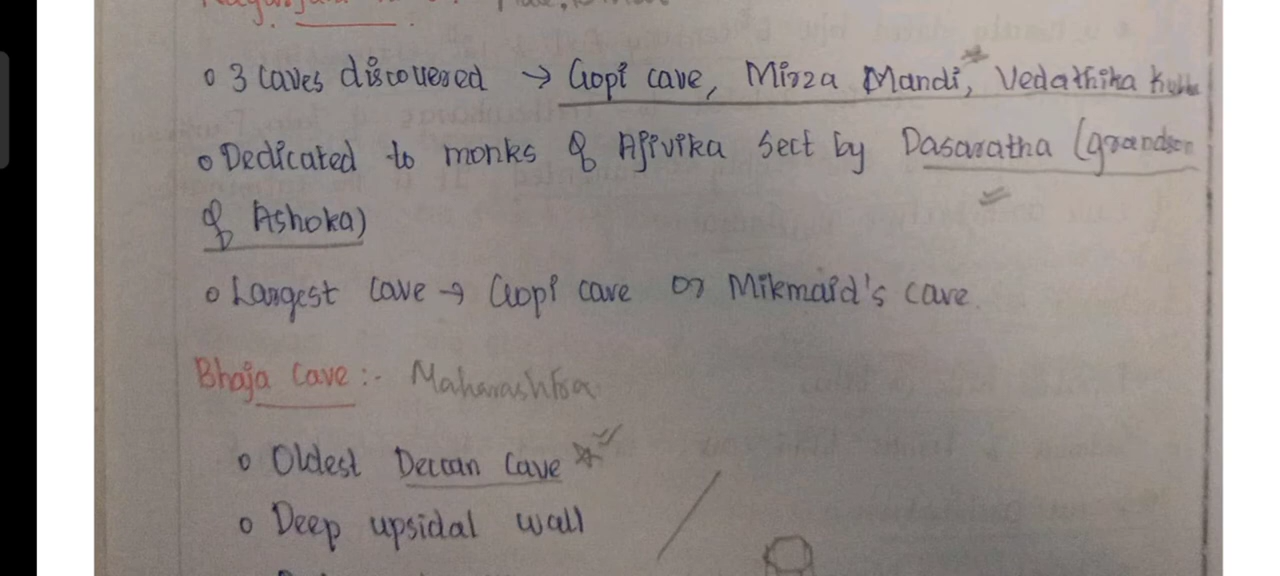 o 3 Caves discovered → Gopi cave, Mirza Mandi, Vedathika
o Dedicated to monks of Ajivika Sect by Dasaratha (grandson
of Ashoka)
o Largest cave → Gopi cave or Mikmaid's cave.
Bhaja Cave :- Maharashtra
o Oldest Deccan Cave
o Deep upsidal wall